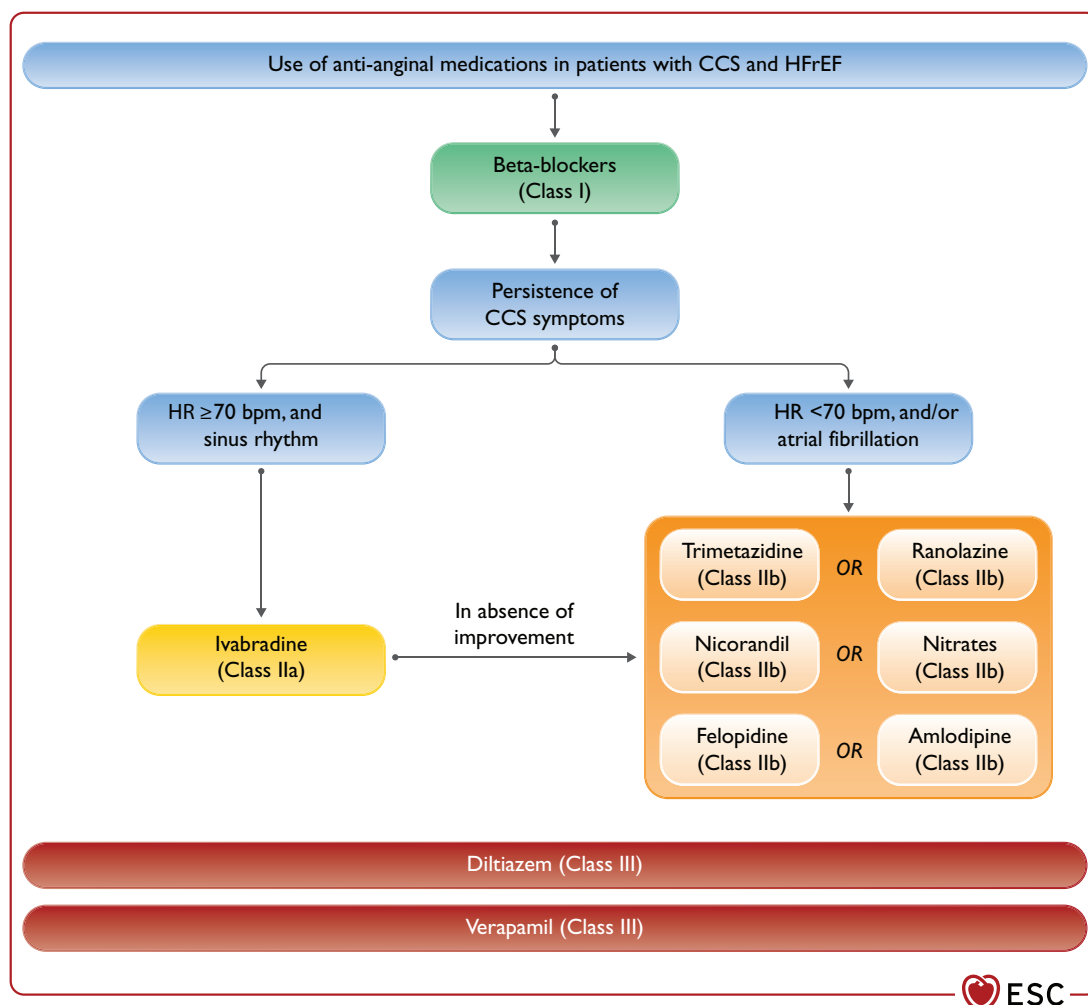 Use of anti-anginal medications in patients with CCS and HFrEF
Beta-blockers
(Class I)
Persistence of
CCS symptoms
HR ≥70 bpm, and
sinus rhythm
HR <70 bpm, and/or
atrial fibrillation
Trimetazidine
(Class IIb)
OR
Ranolazine
(Class IIb)
In absence of
improvement
Ivabradine
(Class IIa)
Nicorandil
(Class IIb)
OR
Nitrates
(Class IIb)
Felopidine
(Class IIb)
OR
Amlodipine
(Class IIb)
Diltiazem (Class III)
Verapamil (Class III)
ESC